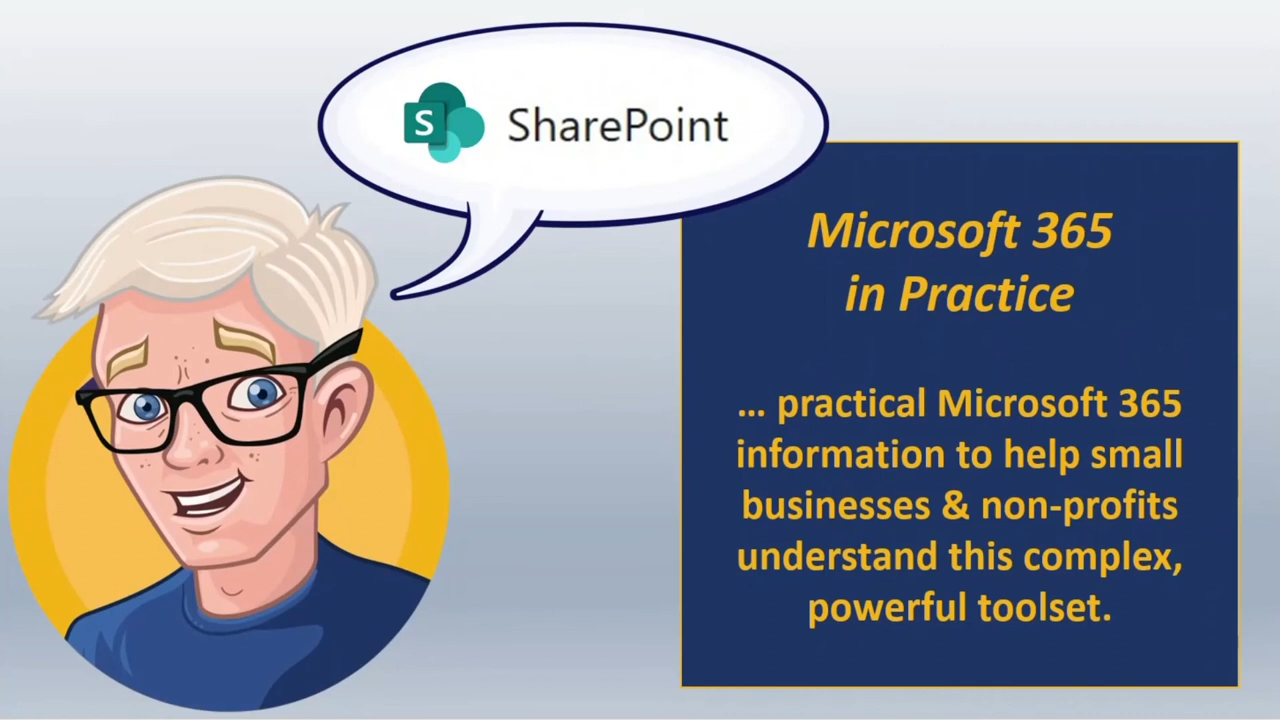 S SharePoint
Microsoft 365
in Practice
... practical Microsoft 365
information to help small
businesses & non-profits
understand this complex,
powerful toolset.